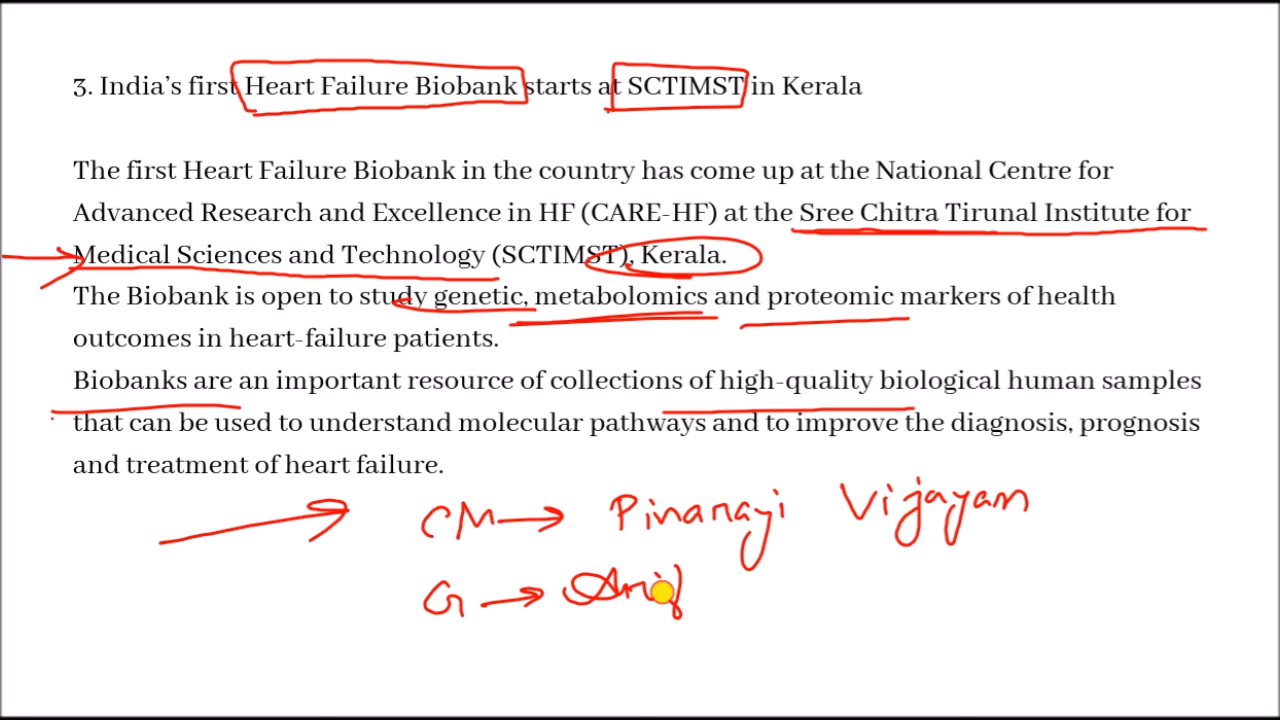 3. India's first Heart Failure Biobank starts at SCTIMST in Kerala
The first Heart Failure Biobank in the country has come up at the National Centre for
Advanced Research and Excellence in HF (CARE-HF) at the Sree Chitra Tirunal Institute for
Medical Sciences and Technology (SCTIMST), Kerala.
The Biobank is open to study genetic, metabolomics and proteomic markers of health
outcomes in heart-failure patients.
Biobanks are an important resource of collections of high-quality biological human samples
that can be used to understand molecular pathways and to improve the diagnosis, prognosis
and treatment of heart failure.
CM → Pinarayi Vijayan
G → Arif